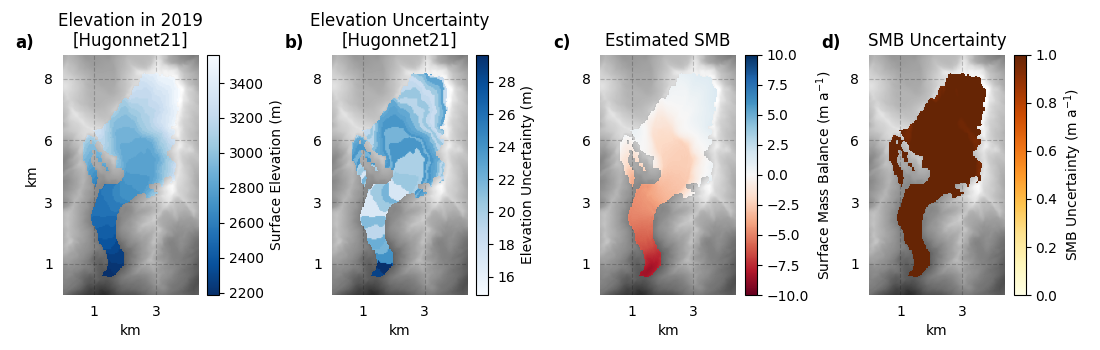 a)
Elevation in 2019
[Hugonnet21]
8
6
3
1
km
1
3
km
3400
3200
3000
2800
2600
2400
2200
Surface Elevation (m)
b)
Elevation Uncertainty
[Hugonnet21]
8
6
3
1
1
3
km
28
26
24
22
20
18
16
Elevation Uncertainty (m)
c)
Estimated SMB
8
6
3
1
1
3
km
10.0
7.5
5.0
2.5
0.0
−2.5
−5.0
−7.5
−10.0
Surface Mass Balance (m a⁻¹)
d)
SMB Uncertainty
8
6
3
1
1
3
km
1.0
0.8
0.6
0.4
0.2
0.0
SMB Uncertainty (m a⁻¹)